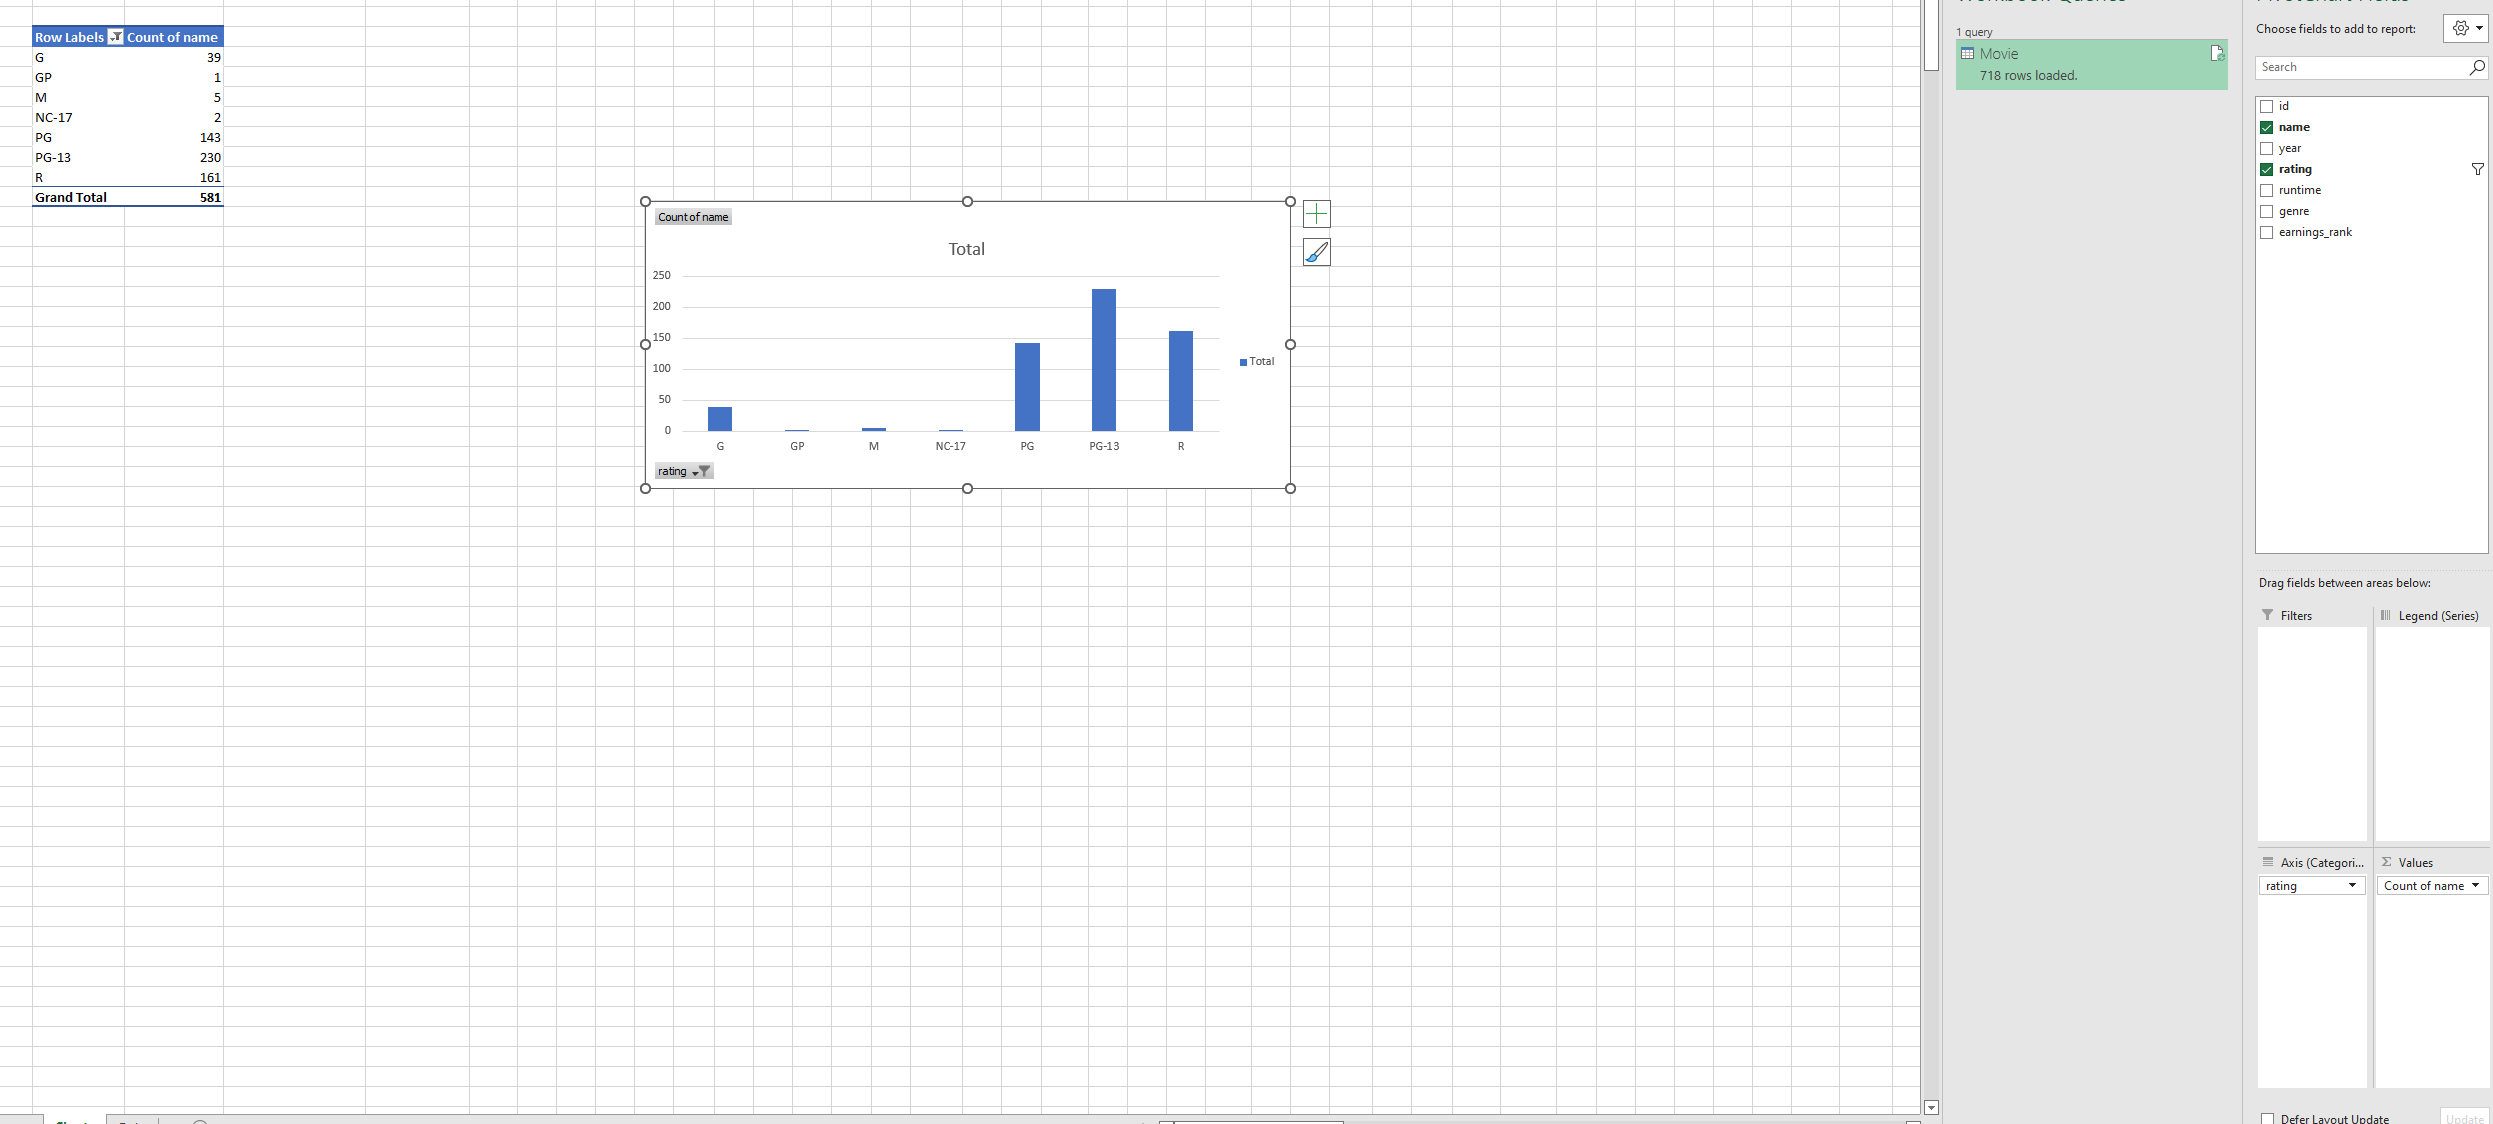 Row Labels Count of name
G 39
GP 1
M 5
NC-17 2
PG 143
PG-13 230
R 161
Grand Total 581
Count of name
Total
250
200
150
100
50
0
G GP M NC-17 PG PG-13 R
Total
rating
1 query
Movie
718 rows loaded.
Choose fields to add to report:
Search
id
name
year
rating
runtime
genre
earnings_rank
Drag fields between areas below:
Filters
Legend (Series)
Axis (Categori...
Σ Values
rating
Count of name
Defer Layout Update
Update